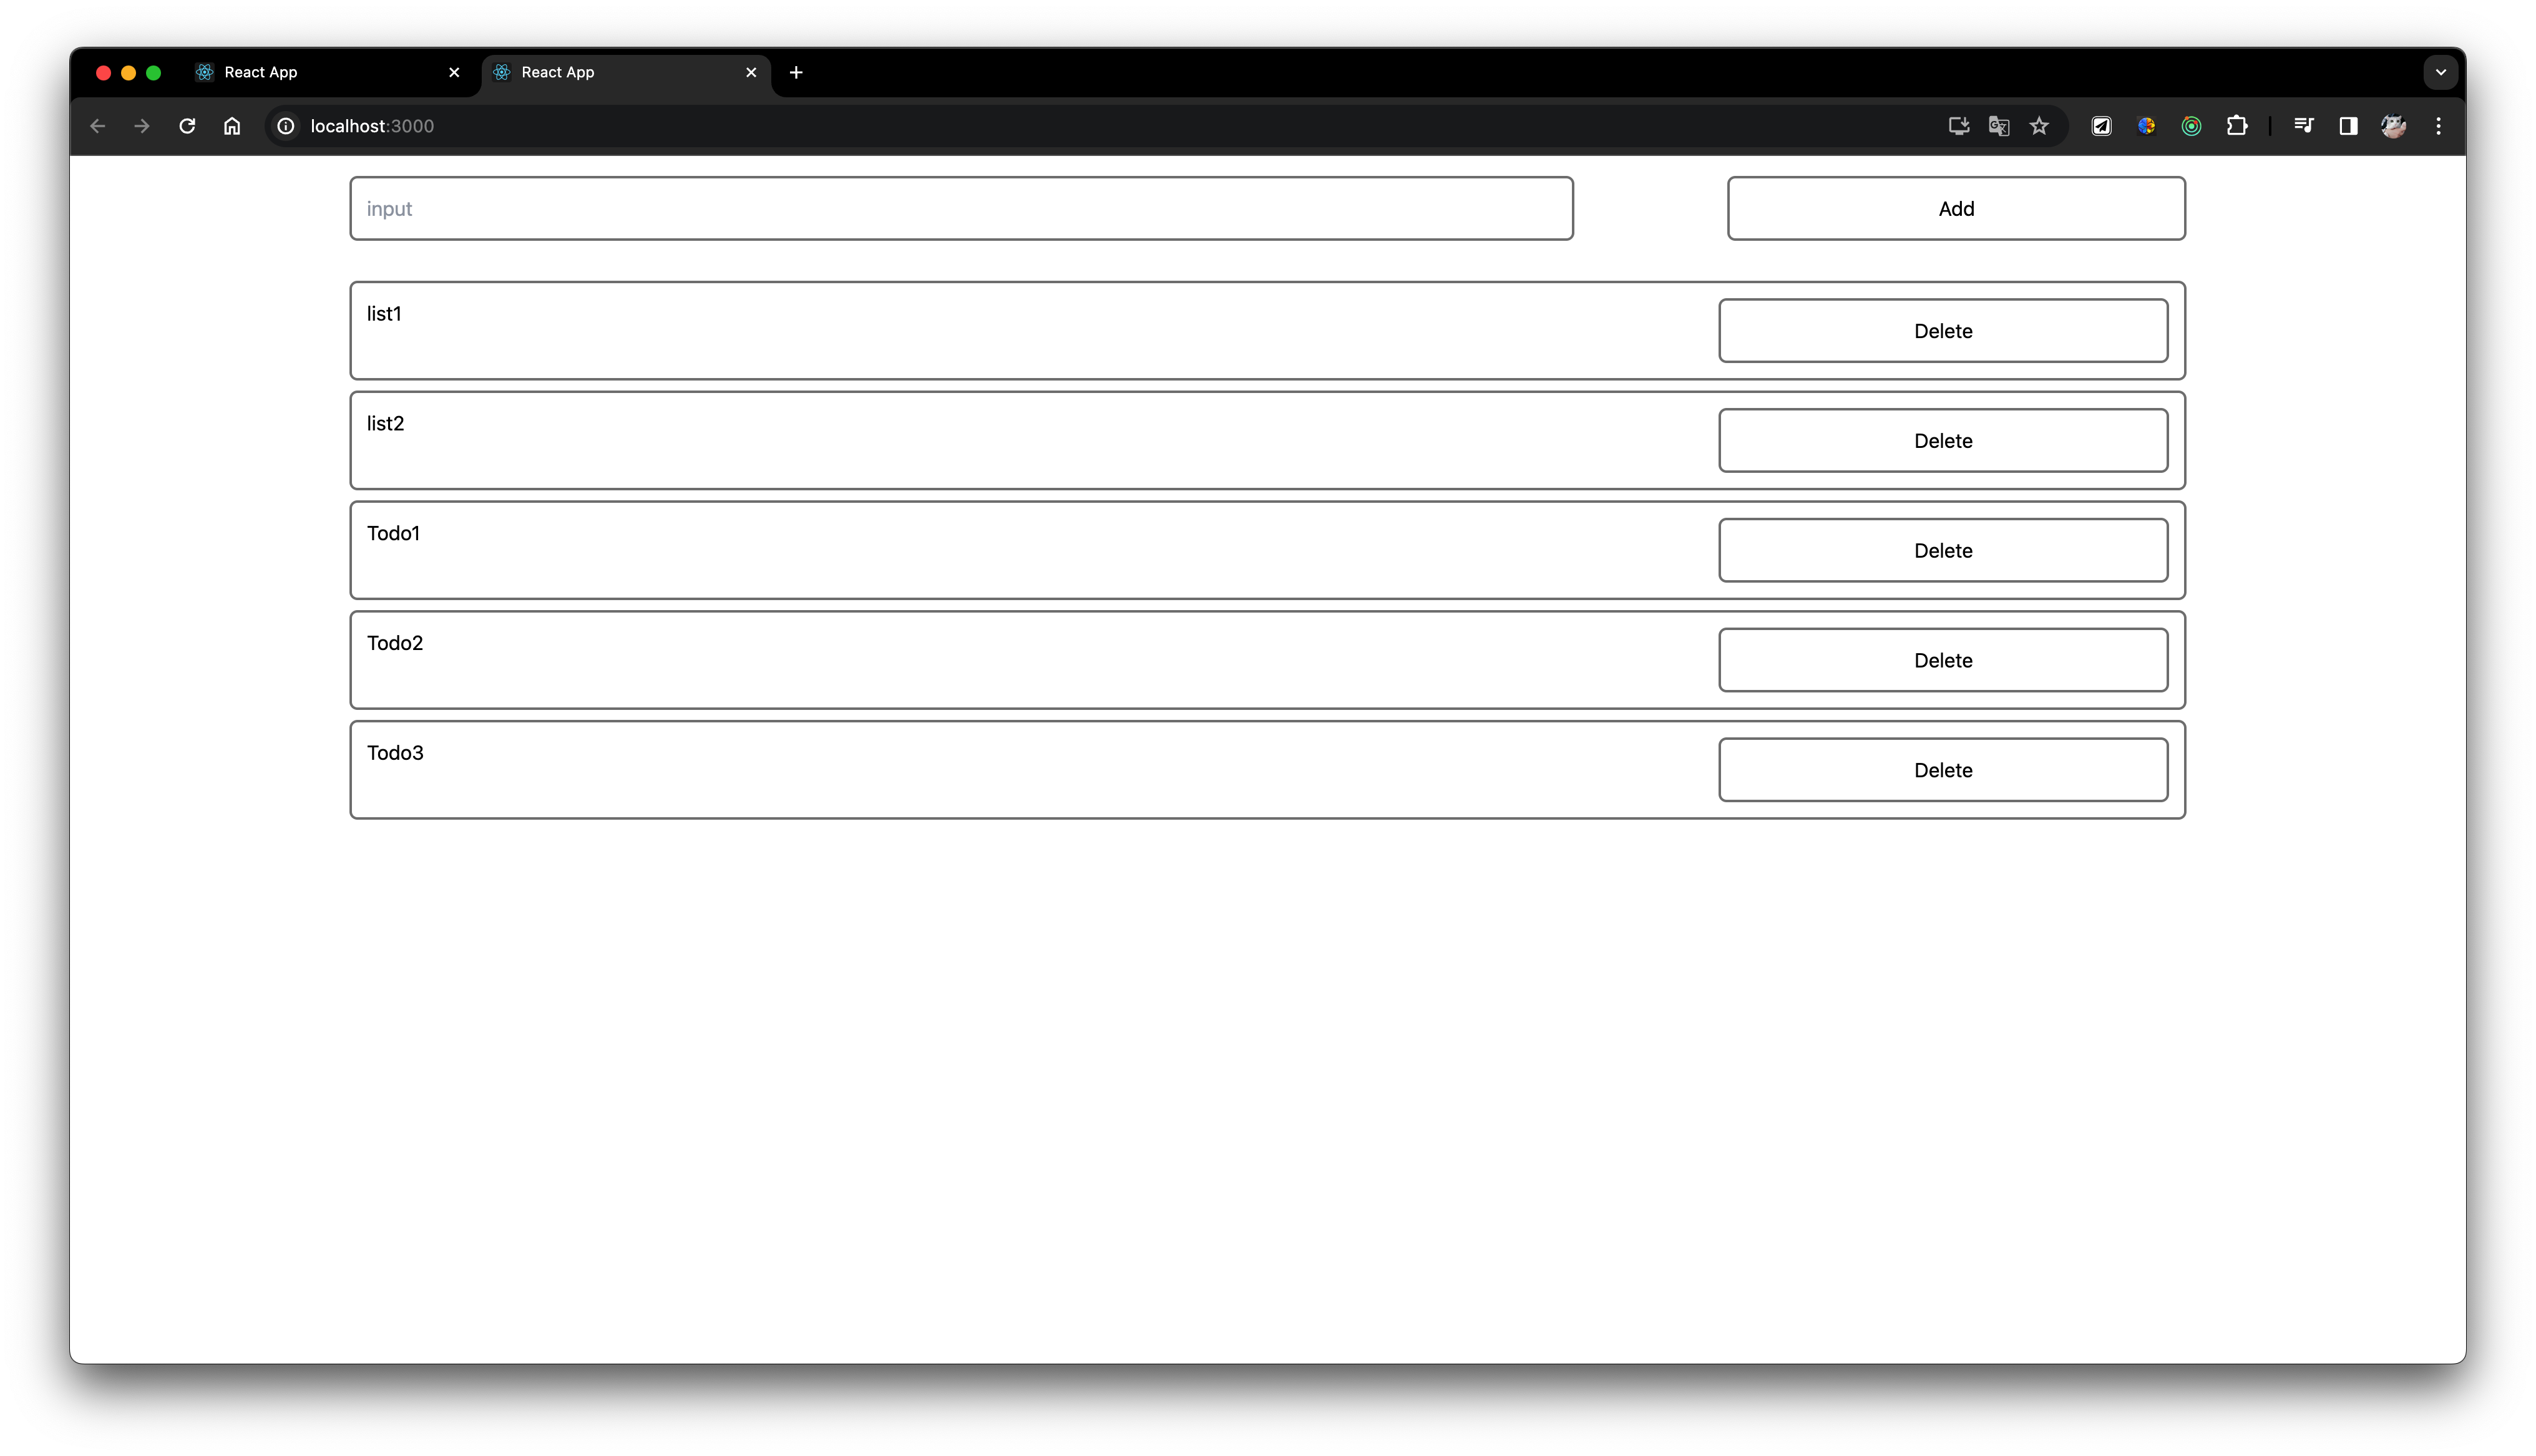 React App
React App
localhost:3000
input
Add
list1
Delete
list2
Delete
Todo1
Delete
Todo2
Delete
Todo3
Delete